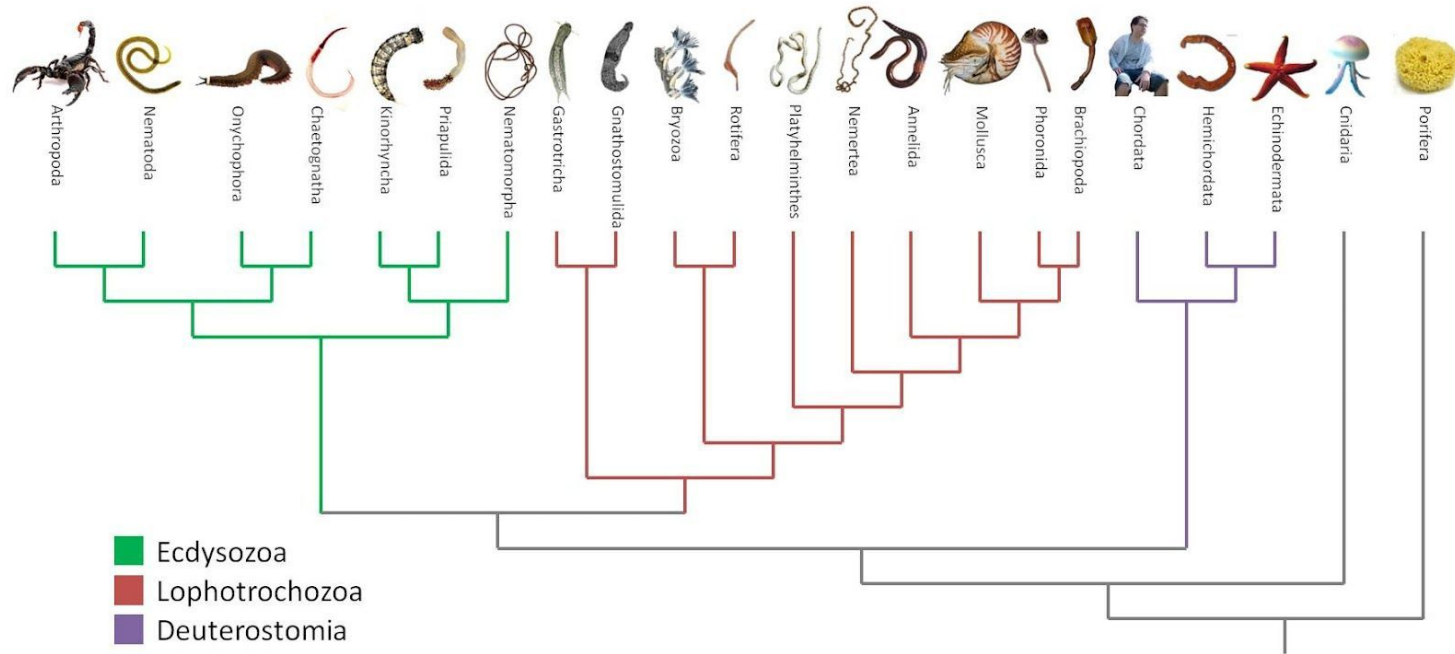 Arthropoda
Nematoda
Onychophora
Chaetognatha
Kinorhyncha
Priapulida
Nematomorpha
Gastrotricha
Gnathostomulida
Bryozoa
Rotifera
Platyhelminthes
Nemertea
Annelida
Mollusca
Phoronida
Brachiopoda
Chordata
Hemichordata
Echinodermata
Cnidaria
Porifera
Ecdysozoa
Lophotrochozoa
Deuterostomia